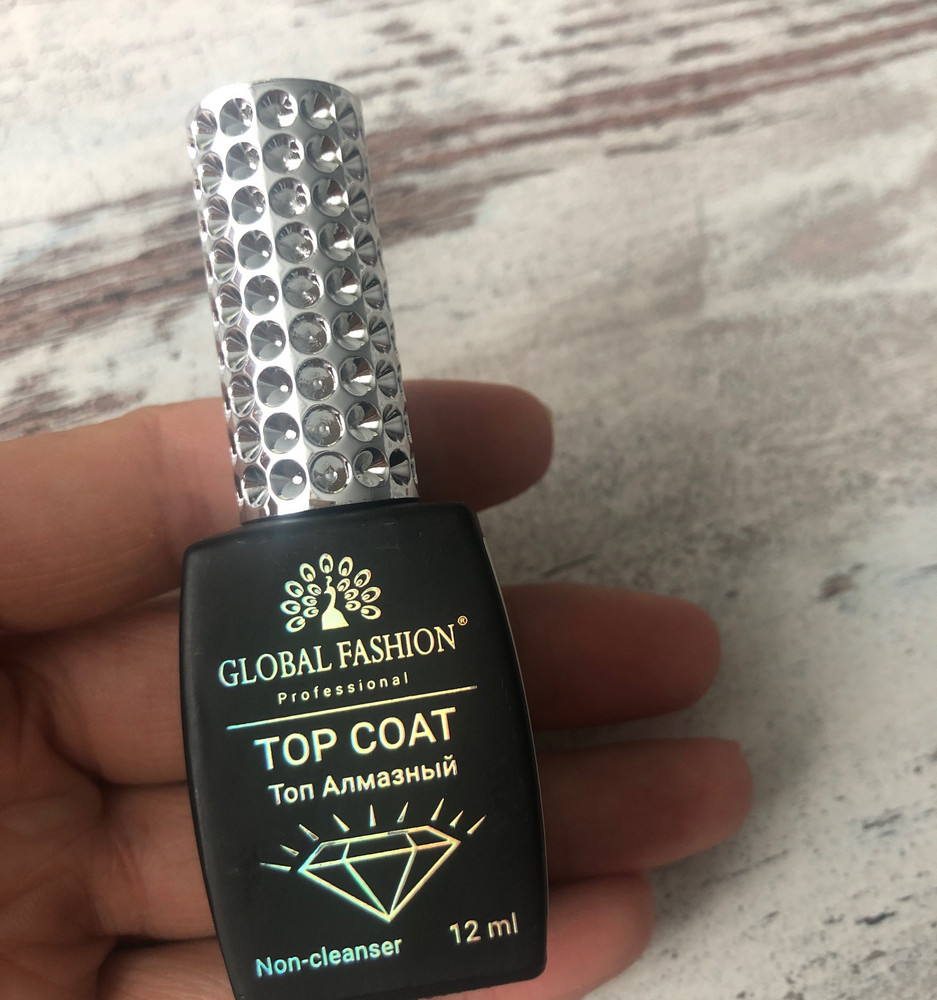 GLOBAL FASHION®
Professional
TOP COAT
Топ Алмазный
Non-cleanser
12 ml